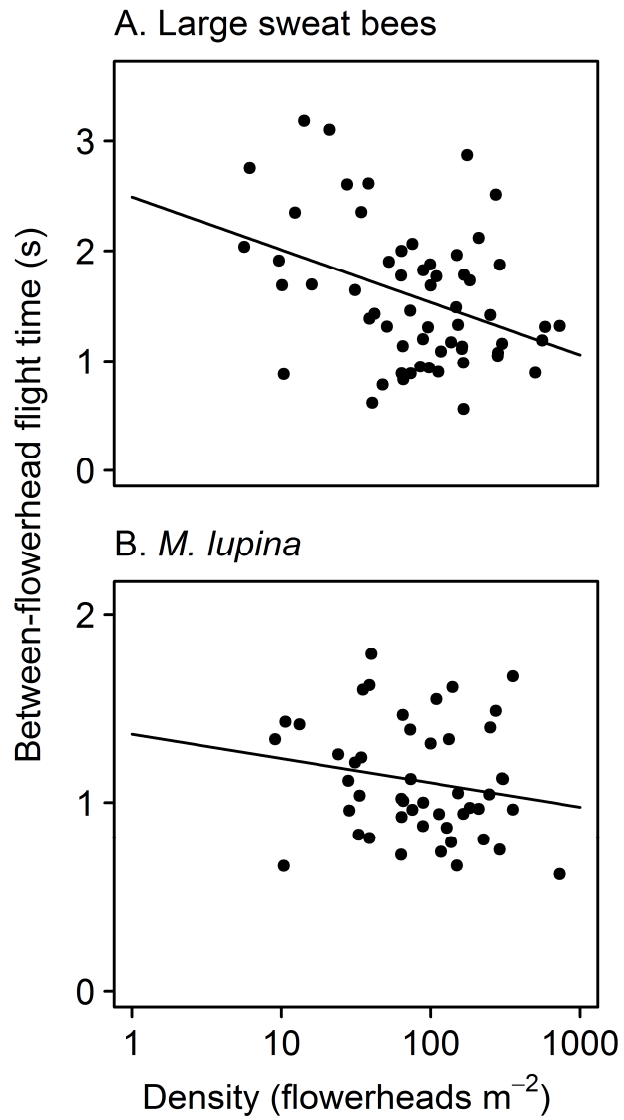 A. Large sweat bees
3
2
1
0
Between-flowerhead flight time (s)
B. M. lupina
2
1
0
1 10 100 1000
Density (flowerheads m−2)